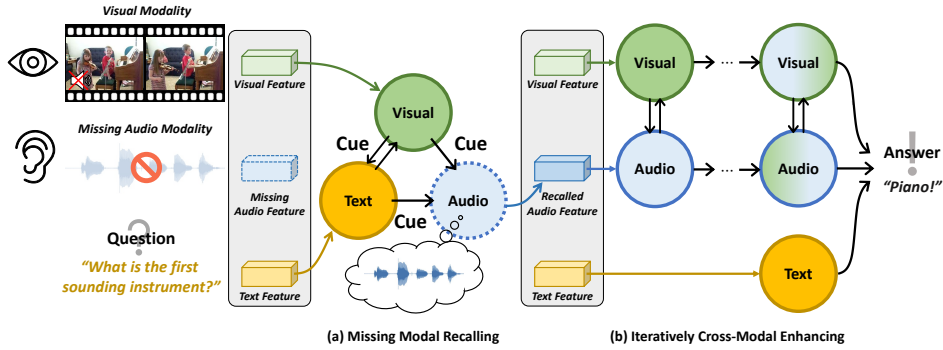 Visual Modality
Missing Audio Modality
?
Question
“What is the first
sounding instrument?”
Visual Feature
Missing
Audio Feature
Text Feature
Visual
Cue
Cue
Text
Cue
Audio
(a) Missing Modal Recalling
Visual Feature
Recalled
Audio Feature
Text Feature
Visual
...
Visual
Audio
...
Audio
Text
!
Answer
“Piano!”
(b) Iteratively Cross-Modal Enhancing